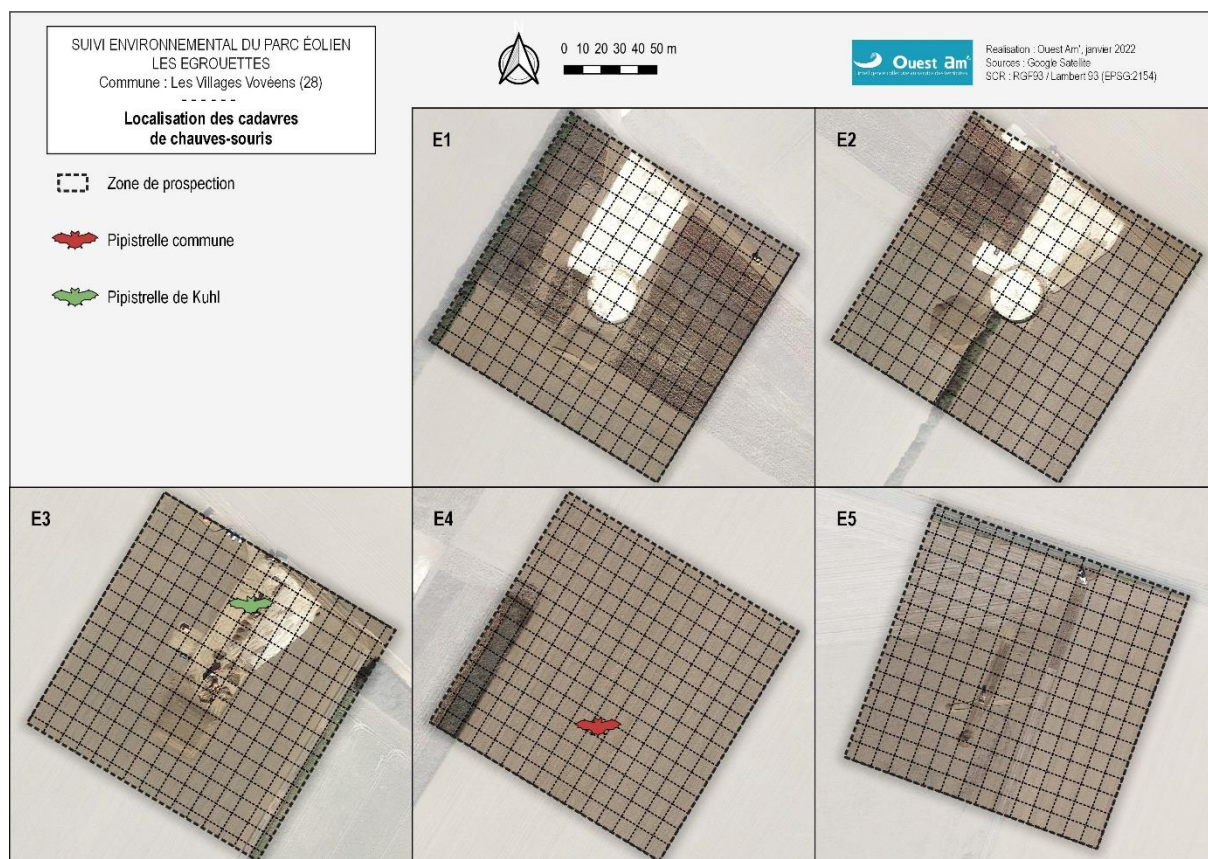 SUIVI ENVIRONNEMENTAL DU PARC ÉOLIEN
LES EGROUETTES
Commune : Les Villages Vovéens (28)
------
Localisation des cadavres
de chauves-souris
Zone de prospection
Pipistrelle commune
Pipistrelle de Kuhl
0 10 20 30 40 50 m
Ouest Am'
Realisation : Ouest Am', janvier 2022
Sources : Google Satellite
SCR : RGF93 / Lambert 93 (EPSG:2154)
E1
E2
E3
E4
E5